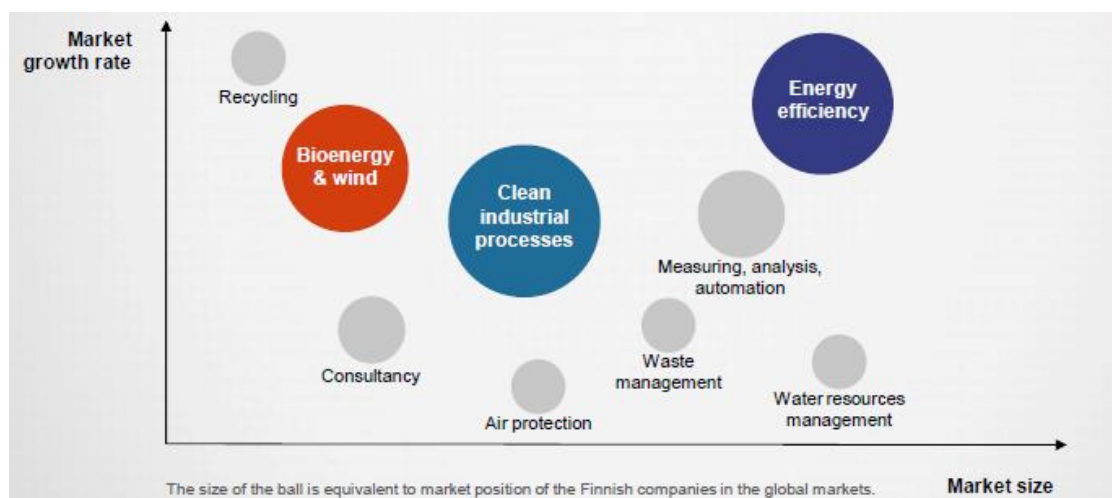 Market
growth rate
Recycling
Bioenergy
& wind
Clean
industrial
processes
Energy
efficiency
Measuring, analysis,
automation
Consultancy
Air protection
Waste
management
Water resources
management
The size of the ball is equivalent to market position of the Finnish companies in the global markets.
Market size